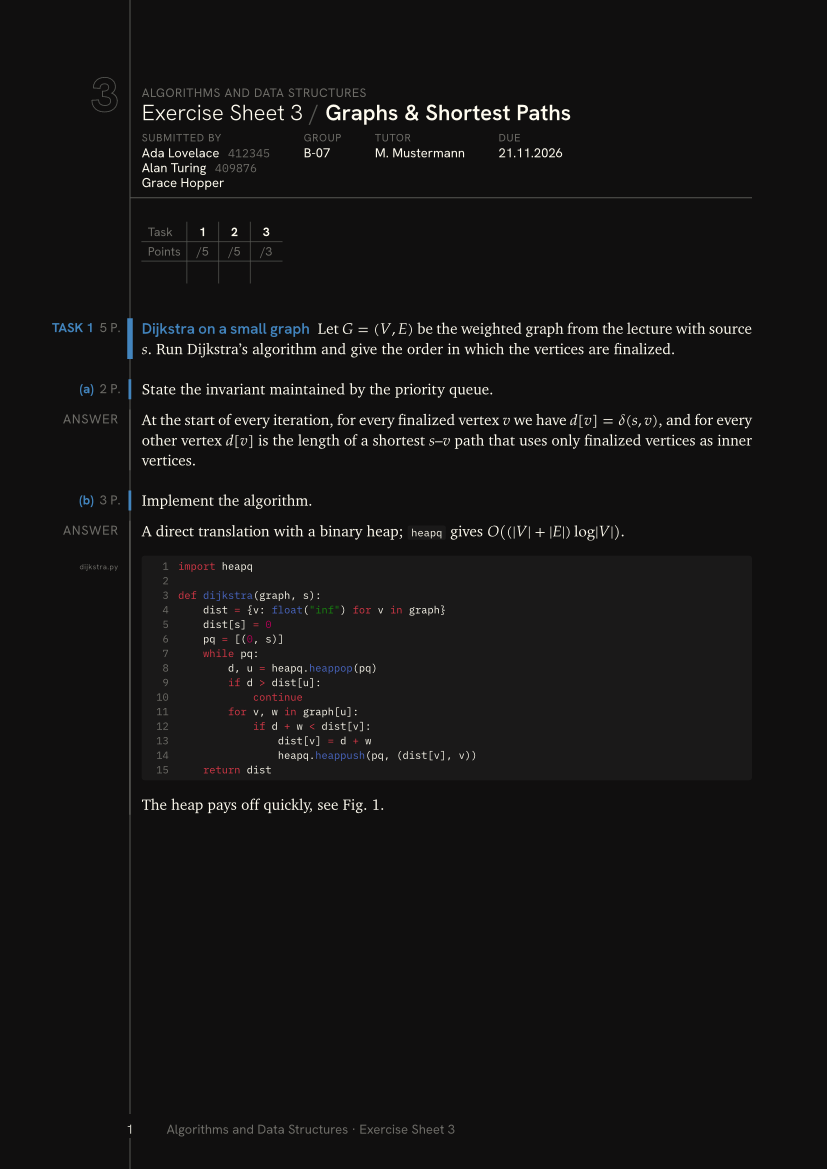 3
ALGORITHMS AND DATA STRUCTURES
Exercise Sheet 3 / Graphs & Shortest Paths
SUBMITTED BY GROUP TUTOR DUE
Ada Lovelace 412345 B-07 M. Mustermann 21.11.2026
Alan Turing 409876
Grace Hopper
Task 1 2 3
Points /5 /5 /3
TASK 1 5 P. Dijkstra on a small graph Let G = (V, E) be the weighted graph from the lecture with source
s. Run Dijkstra's algorithm and give the order in which the vertices are finalized.
(a) 2 P. State the invariant maintained by the priority queue.
ANSWER At the start of every iteration, for every finalized vertex v we have d[v] = δ(s, v), and for every
other vertex d[v] is the length of a shortest s–v path that uses only finalized vertices as inner
vertices.
(b) 3 P. Implement the algorithm.
ANSWER A direct translation with a binary heap; heapq gives O((|V| + |E|) log|V|).
dijkstra.py 1 import heapq
2
3 def dijkstra(graph, s):
4     dist = {v: float("inf") for v in graph}
5     dist[s] = 0
6     pq = [(0, s)]
7     while pq:
8         d, u = heapq.heappop(pq)
9         if d > dist[u]:
10             continue
11         for v, w in graph[u]:
12             if d + w < dist[v]:
13                 dist[v] = d + w
14                 heapq.heappush(pq, (dist[v], v))
15     return dist
The heap pays off quickly, see Fig. 1.
1 Algorithms and Data Structures · Exercise Sheet 3